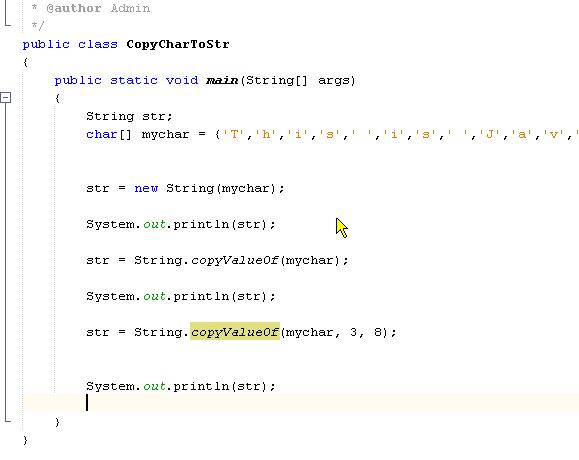 * @author Admin
*/
public class CopyCharToStr
{
public static void main(String[] args)
{
String str;
char[] mychar = {'T','h','i','s',' ','i','s',' ','J','a','v','
str = new String(mychar);
System.out.println(str);
str = String.copyValueOf(mychar);
System.out.println(str);
str = String.copyValueOf(mychar, 3, 8);
System.out.println(str);
}
}